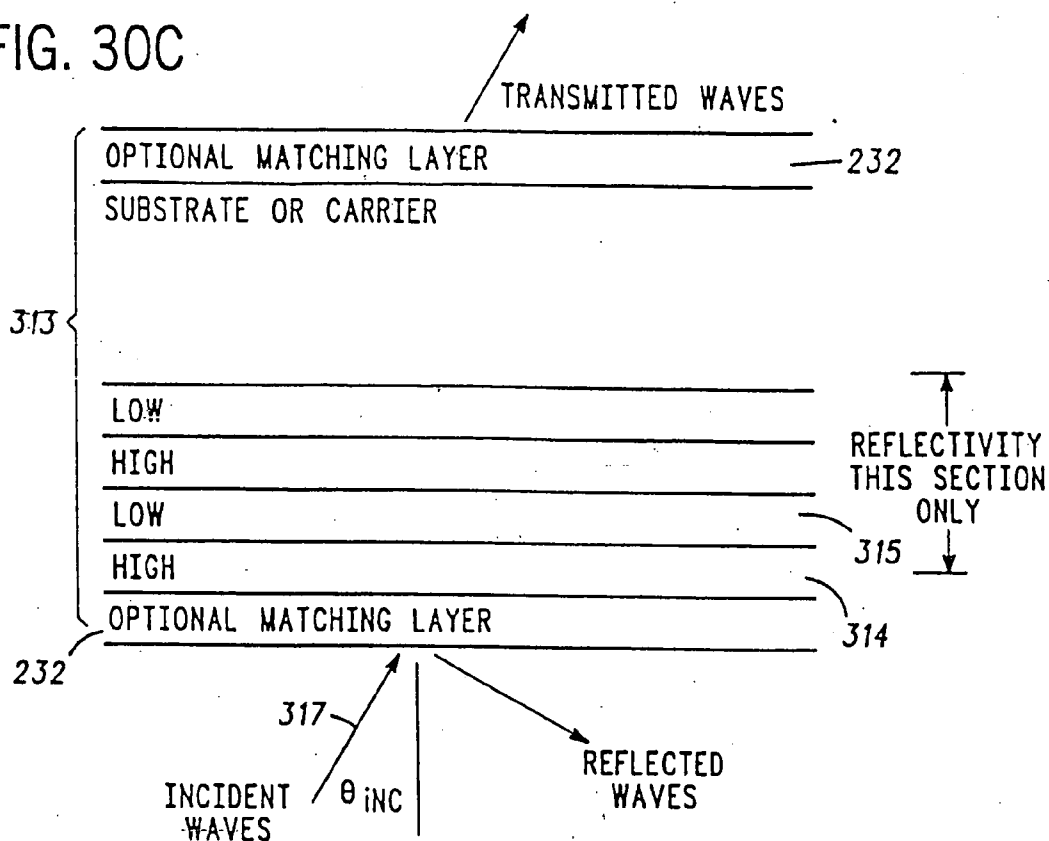 FIG. 30C
TRANSMITTED WAVES
OPTIONAL MATCHING LAYER
232
SUBSTRATE OR CARRIER
313
LOW
HIGH
LOW
HIGH
REFLECTIVITY
THIS SECTION
ONLY
315
314
OPTIONAL MATCHING LAYER
232
317
θ INC
INCIDENT
WAVES
REFLECTED
WAVES